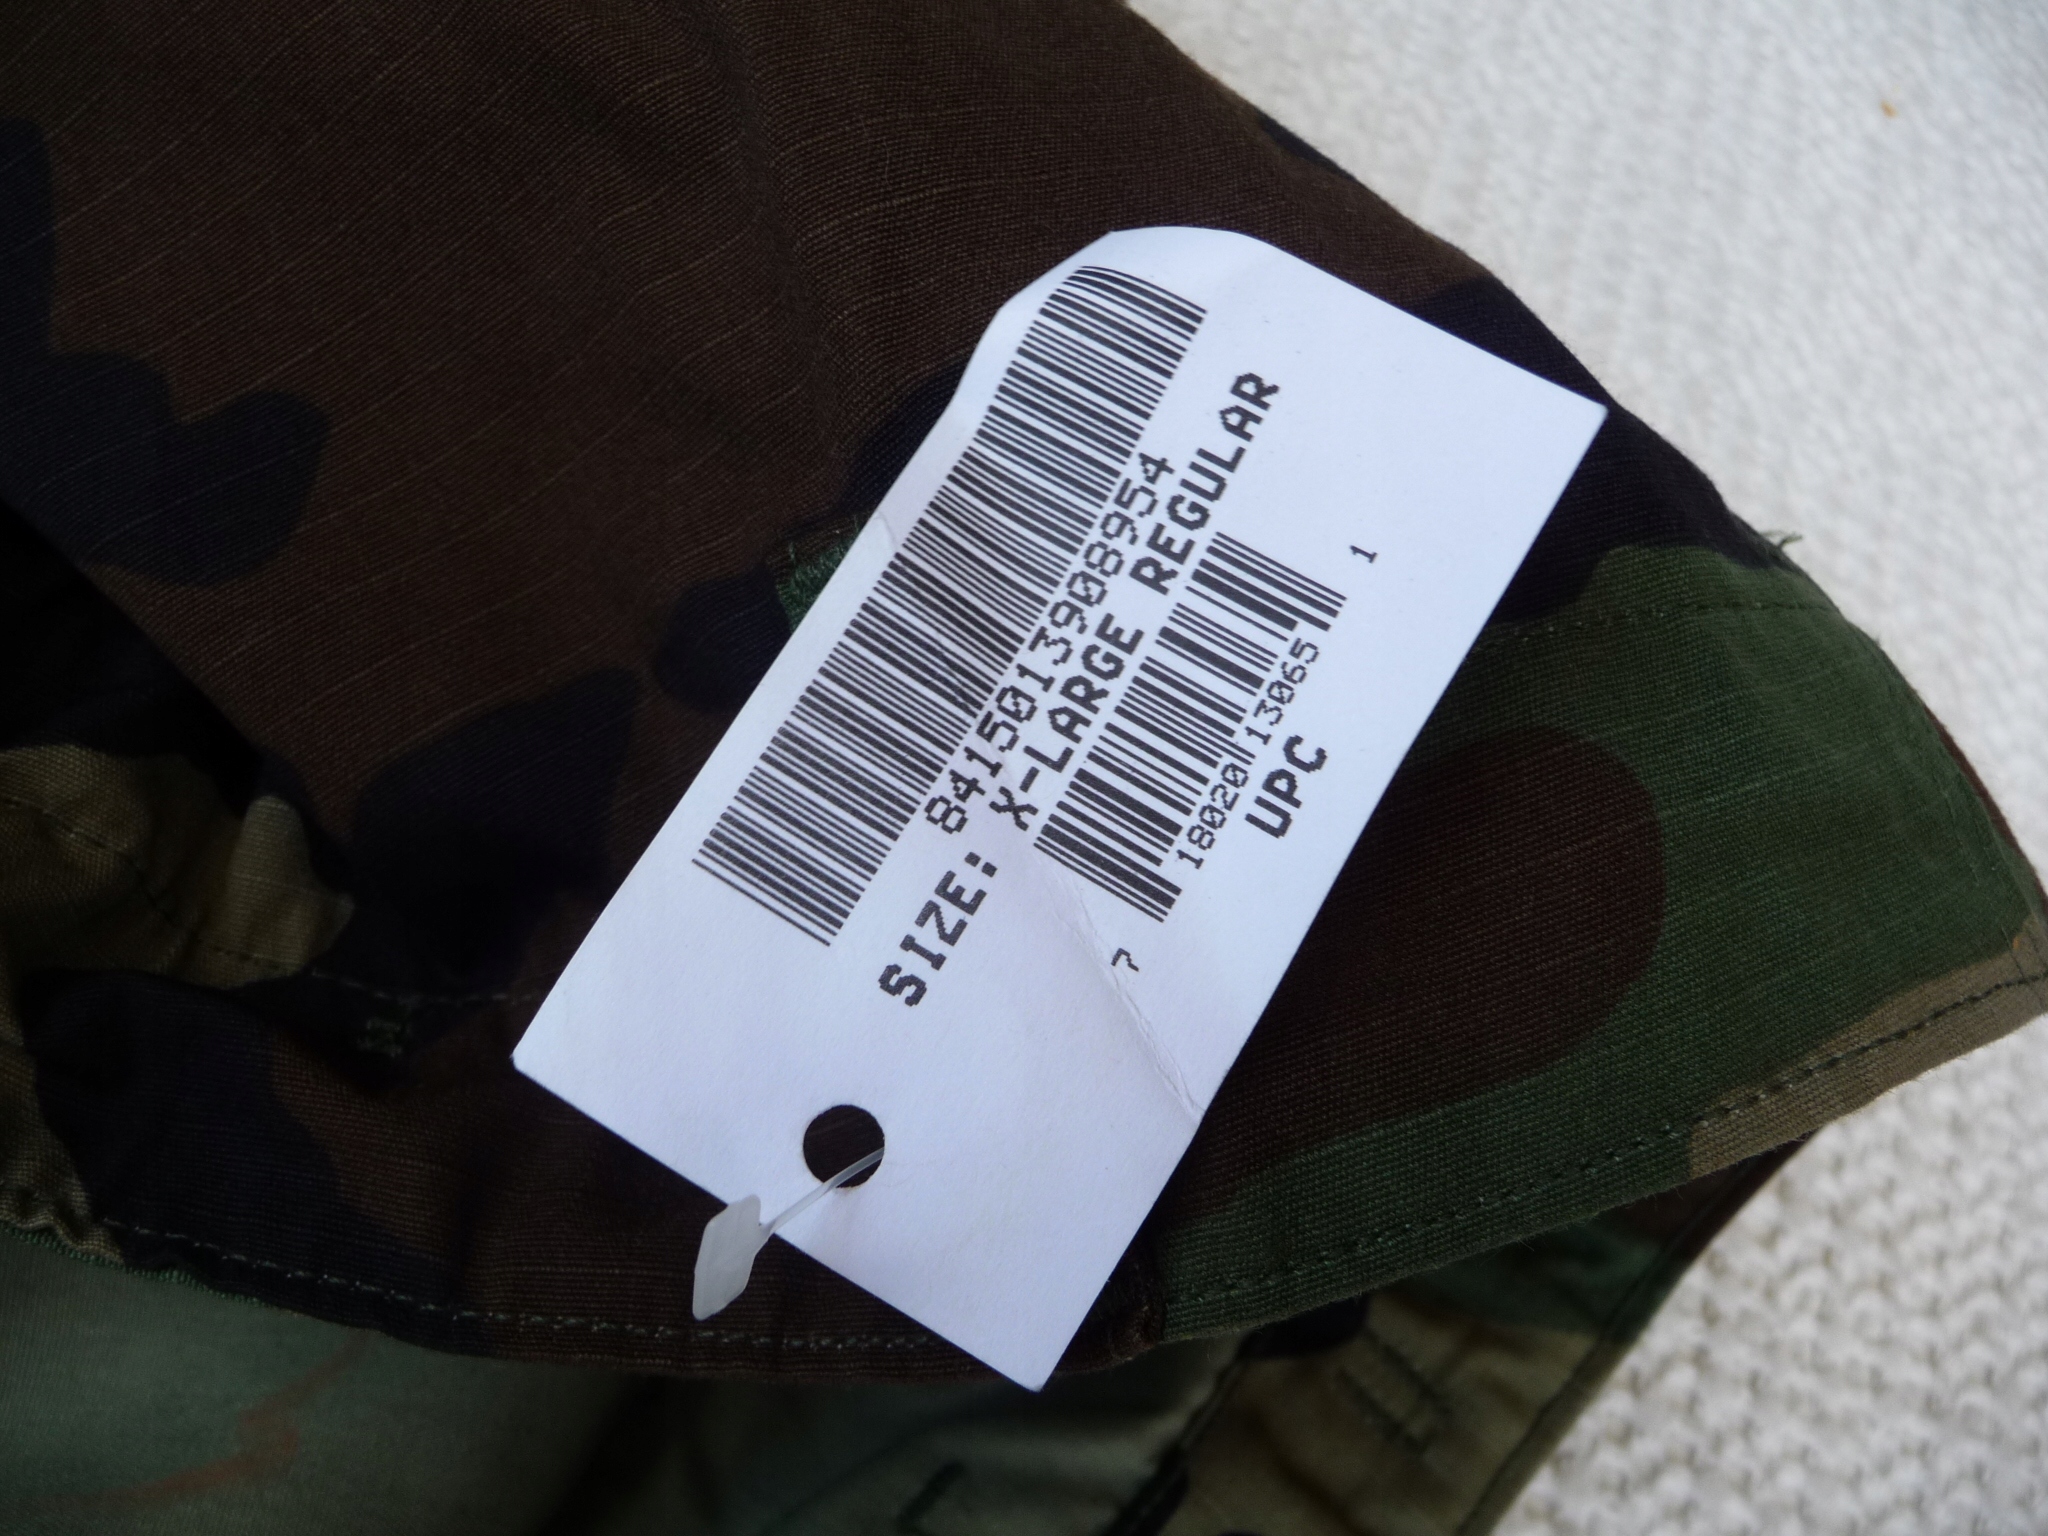 8415013908954
SIZE: X-LARGE REGULAR
7 18020 13065 1
UPC